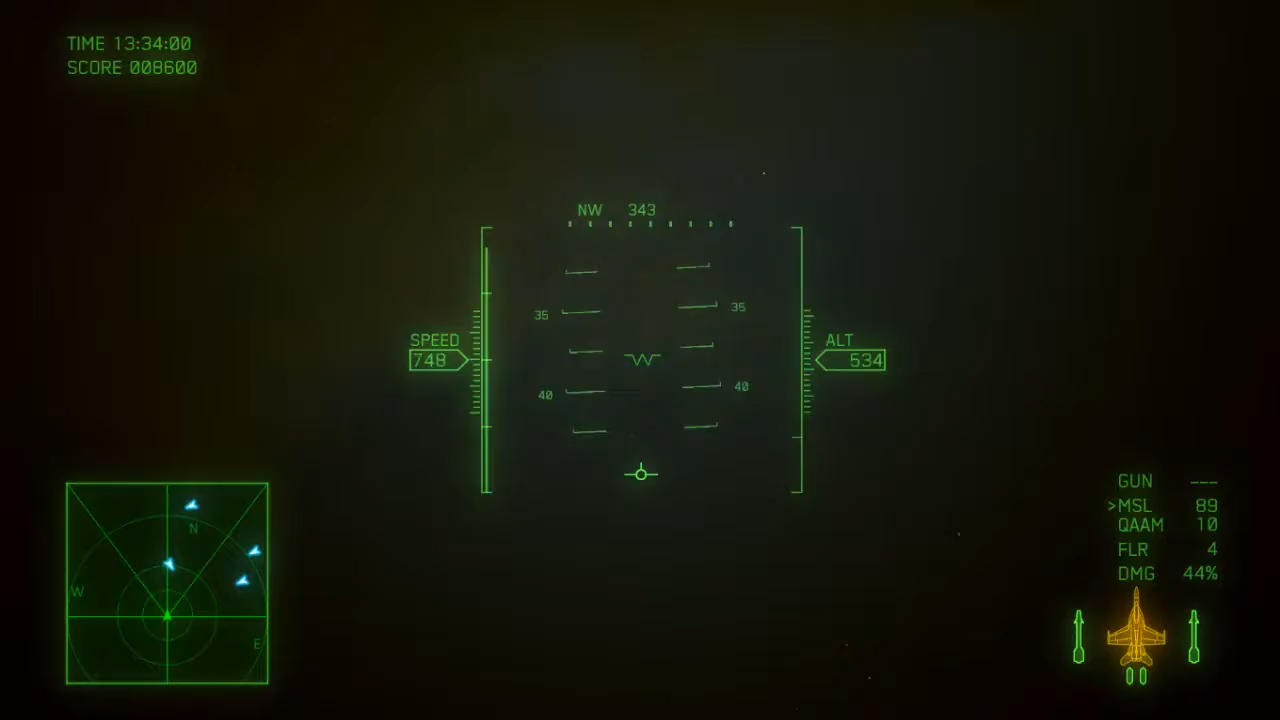 TIME 13:34:00
SCORE 008600
NW 343
35 35
SPEED
748
ALT
534
40 40
GUN ---
>MSL 89
QAAM 10
FLR 4
DMG 44%
N
W
E